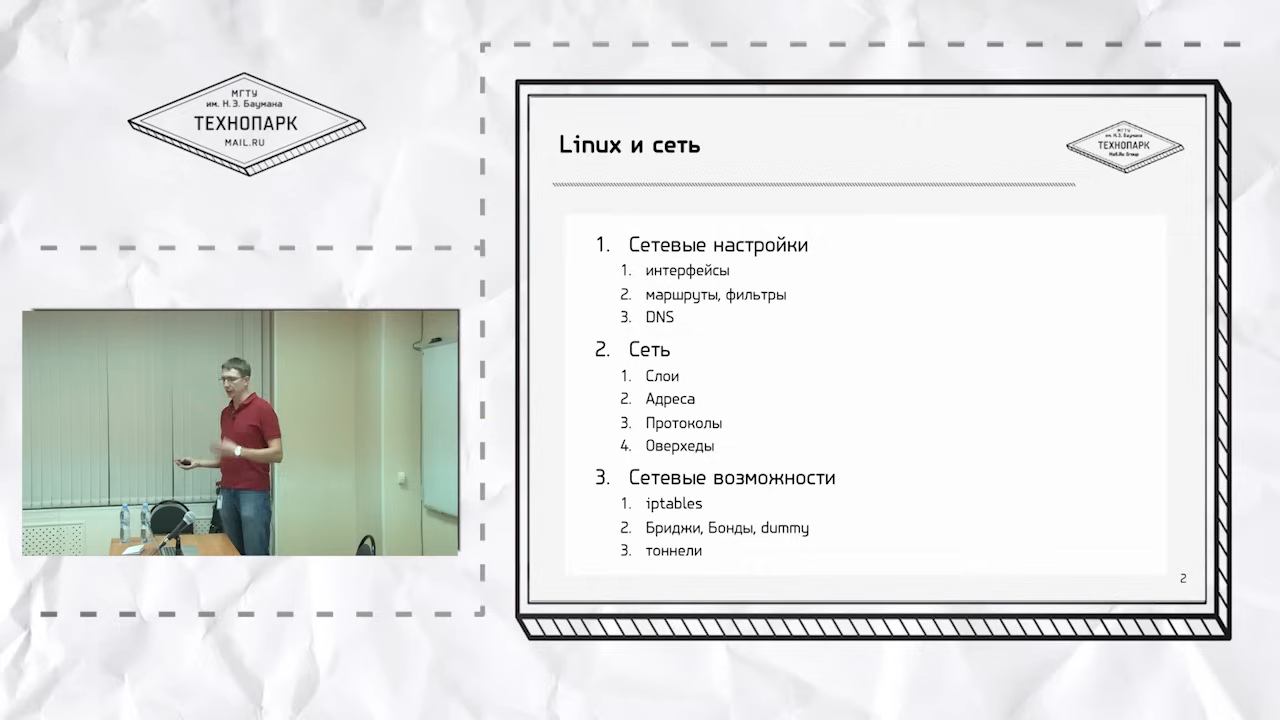 МГТУ
им. Н.Э. Баумана
ТЕХНОПАРК
MAIL.RU
Linux и сеть
МГТУ
им. Н.Э. Баумана
ТЕХНОПАРК
Mail.Ru Group
1. Сетевые настройки
1. интерфейсы
2. маршруты, фильтры
3. DNS
2. Сеть
1. Слои
2. Адреса
3. Протоколы
4. Оверхеды
3. Сетевые возможности
1. iptables
2. Бриджи, Бонды, dummy
3. тоннели
2